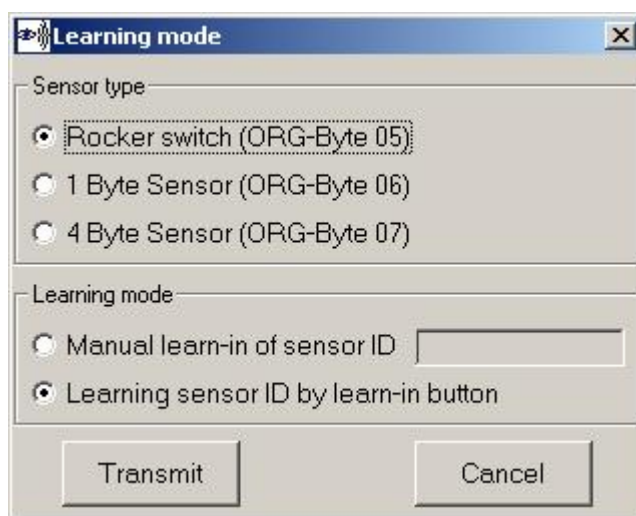 Learning mode
Sensor type
Rocker switch (ORG-Byte 05)
1 Byte Sensor (ORG-Byte 06)
4 Byte Sensor (ORG-Byte 07)
Learning mode
Manual learn-in of sensor ID
Learning sensor ID by learn-in button
Transmit Cancel